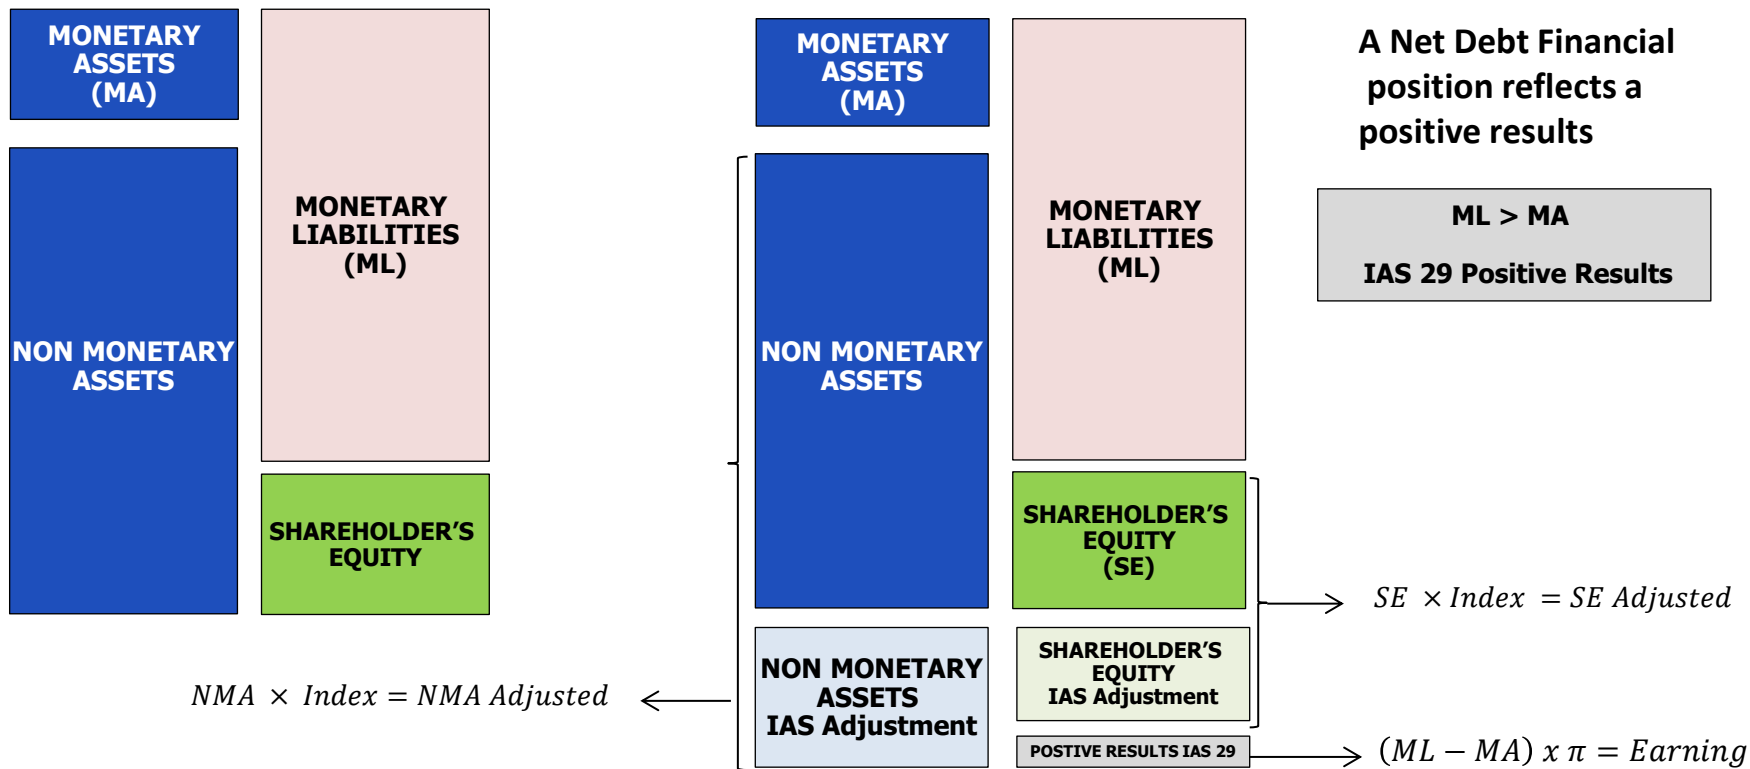 MONETARY
ASSETS
(MA)
NON MONETARY
ASSETS
MONETARY
LIABILITIES
(ML)
SHAREHOLDER'S
EQUITY
MONETARY
ASSETS
(MA)
NON MONETARY
ASSETS
NON MONETARY
ASSETS
IAS Adjustment
NMA × Index = NMA Adjusted
MONETARY
LIABILITIES
(ML)
SHAREHOLDER'S
EQUITY
(SE)
SHAREHOLDER'S
EQUITY
IAS Adjustment
POSTIVE RESULTS IAS 29
A Net Debt Financial
position reflects a
positive results
ML > MA
IAS 29 Positive Results
SE × Index = SE Adjusted
(ML − MA) x π = Earning